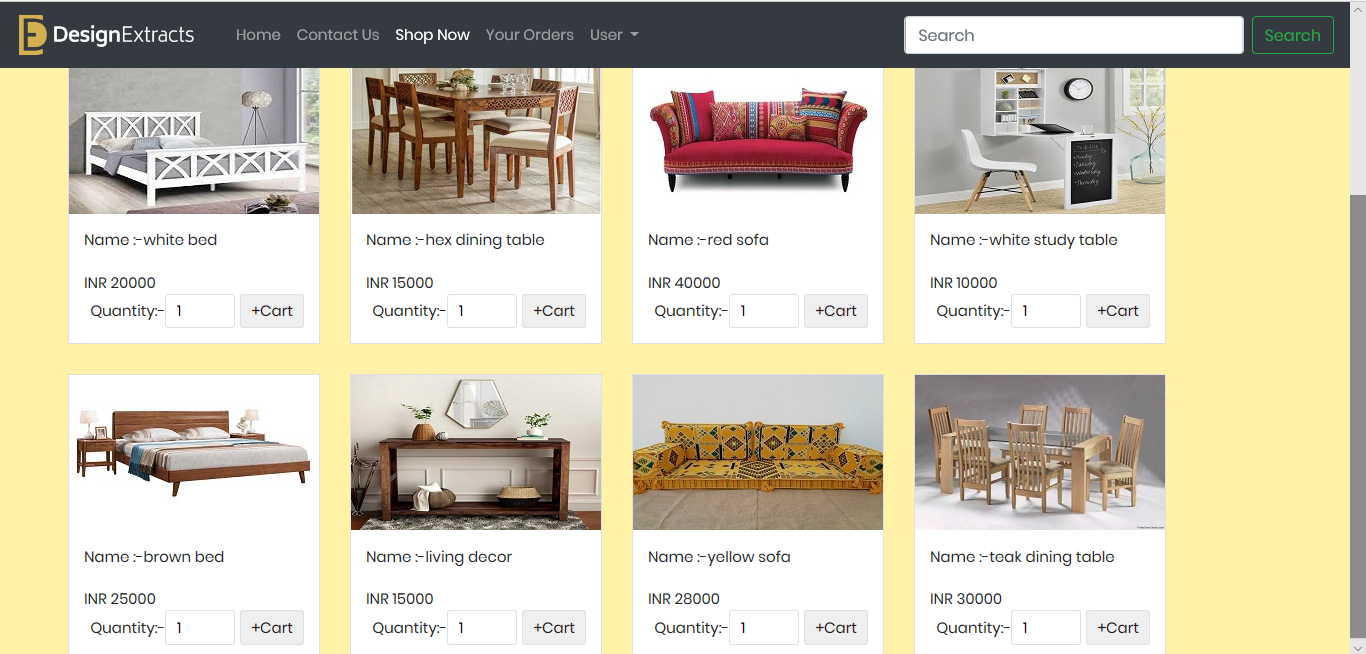 DesignExtracts Home Contact Us Shop Now Your Orders User Search Search
Name :-white bed
INR 20000
Quantity:- 1 +Cart
Name :-hex dining table
INR 15000
Quantity:- 1 +Cart
Name :-red sofa
INR 40000
Quantity:- 1 +Cart
Name :-white study table
INR 10000
Quantity:- 1 +Cart
Name :-brown bed
INR 25000
Quantity:- 1 +Cart
Name :-living decor
INR 15000
Quantity:- 1 +Cart
Name :-yellow sofa
INR 28000
Quantity:- 1 +Cart
Name :-teak dining table
INR 30000
Quantity:- 1 +Cart